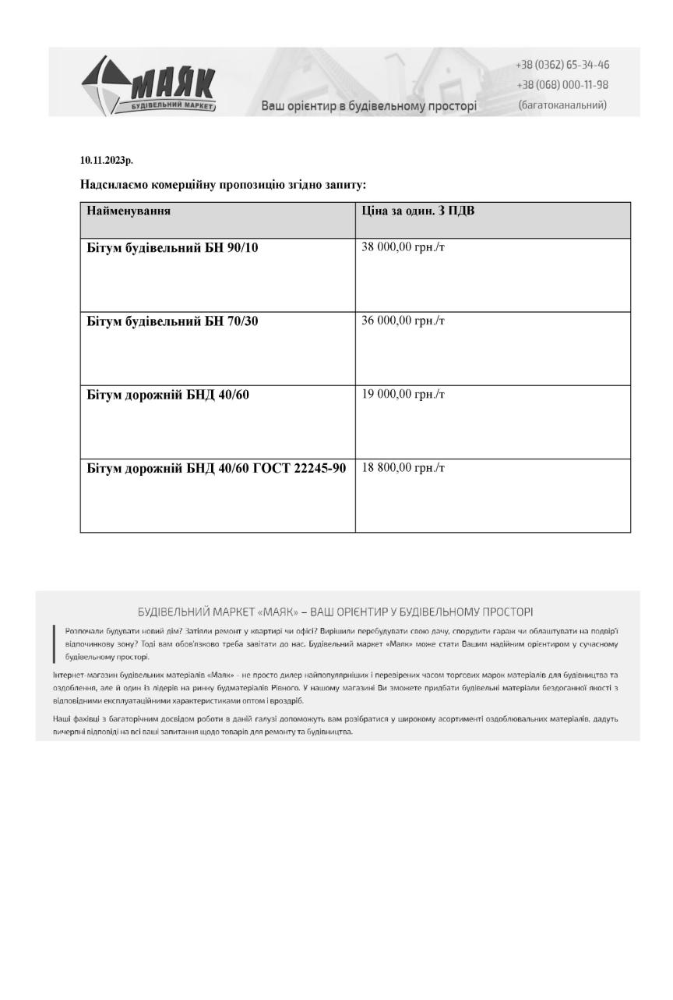 МАЯК
БУДІВЕЛЬНИЙ МАРКЕТ
Ваш орієнтир в будівельному просторі
+38 (0362) 65-34-46
+38 (068) 000-11-98
(багатоканальний)
10.11.2023р.
Надсилаємо комерційну пропозицію згідно запиту:
Найменування
Ціна за один. З ПДВ
Бітум будівельний БН 90/10
38 000,00 грн./т
Бітум будівельний БН 70/30
36 000,00 грн./т
Бітум дорожній БНД 40/60
19 000,00 грн./т
Бітум дорожній БНД 40/60 ГОСТ 22245-90
18 800,00 грн./т
БУДІВЕЛЬНИЙ МАРКЕТ «МАЯК» – ВАШ ОРІЄНТИР У БУДІВЕЛЬНОМУ ПРОСТОРІ
Розпочали будувати новий дім? Затіяли ремонт у квартирі чи офісі? Вирішили перебудувати свою дачу, спорудити гараж чи облаштувати на подвір'ї
відпочинкову зону? Тоді вам обов'язково треба завітати до нас. Будівельний маркет «Маяк» може стати Вашим надійним орієнтиром у сучасному
будівельному просторі.
Інтернет-магазин будівельних матеріалів «Маяк» - не просто дилер найпопулярніших і перевірених часом торгових марок матеріалів для будівництва та
оздоблення, але й один із лідерів на ринку будматеріалів Рівного. У нашому магазині Ви зможете придбати будівельні матеріали бездоганної якості з
відповідними експлуатаційними характеристиками оптом і вроздріб.
Наші фахівці з багаторічним досвідом роботи в даній галузі допоможуть вам розібратися у широкому асортименті оздоблювальних матеріалів, дадуть
вичерпні відповіді на всі ваші запитання щодо товарів для ремонту та будівництва.